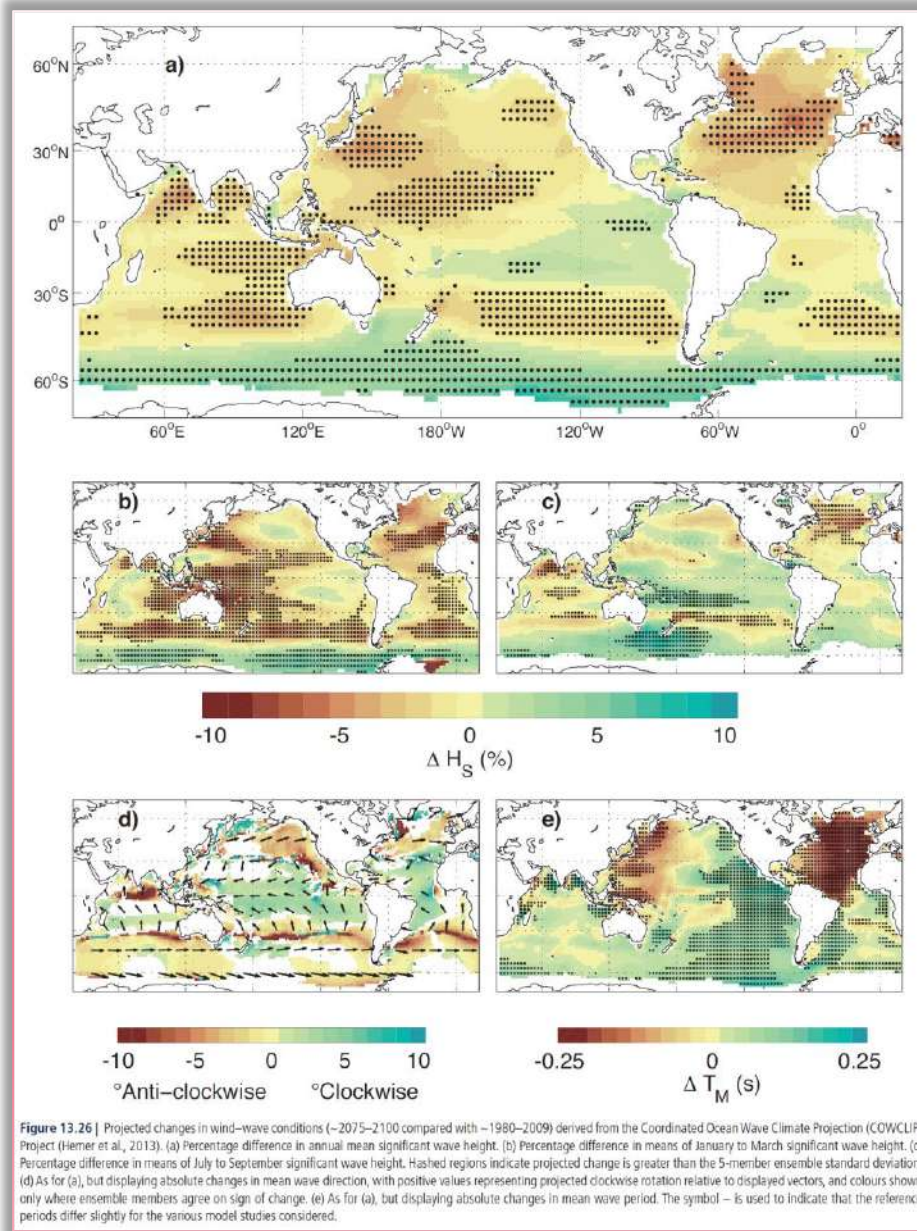 a)
60°N
30°N
0°
30°S
60°S
60°E 120°E 180°W 120°W 60°W 0°
b) c)
-10 -5 0 5 10
Δ H_S (%)
d) e)
-10 -5 0 5 10
°Anti-clockwise °Clockwise
-0.25 0 0.25
Δ T_M (s)
Figure 13.26 | Projected changes in wind–wave conditions (~2075–2100 compared with ~1980–2009) derived from the Coordinated Ocean Wave Climate Projection (COWCLIP)
Project (Hemer et al., 2013). (a) Percentage difference in annual mean significant wave height. (b) Percentage difference in means of January to March significant wave height. (c)
Percentage difference in means of July to September significant wave height. Hashed regions indicate projected change is greater than the 5-member ensemble standard deviation.
(d) As for (a), but displaying absolute changes in mean wave direction, with positive values representing projected clockwise rotation relative to displayed vectors, and colours shown
only where ensemble members agree on sign of change. (e) As for (a), but displaying absolute changes in mean wave period. The symbol ~ is used to indicate that the reference
periods differ slightly for the various model studies considered.